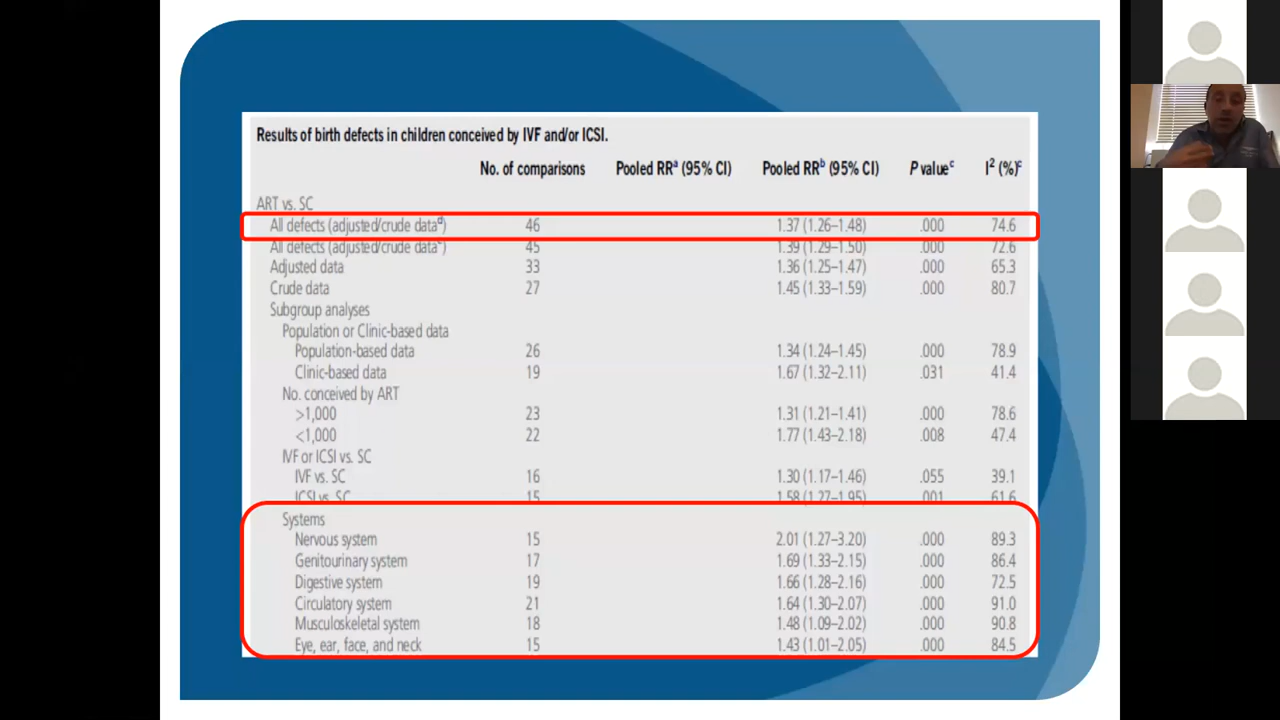 Results of birth defects in children conceived by IVF and/or ICSI.
No. of comparisons Pooled RRᵃ (95% CI) Pooled RRᵇ (95% CI) P valueᶜ I² (%)ᶜ
ART vs. SC
All defects (adjusted/crude dataᵈ) 46 1.37 (1.26–1.48) .000 74.6
All defects (adjusted/crude dataᵉ) 45 1.39 (1.29–1.50) .000 72.6
Adjusted data 33 1.36 (1.25–1.47) .000 65.3
Crude data 27 1.45 (1.33–1.59) .000 80.7
Subgroup analyses
Population or Clinic-based data
Population-based data 26 1.34 (1.24–1.45) .000 78.9
Clinic-based data 19 1.67 (1.32–2.11) .031 41.4
No. conceived by ART
>1,000 23 1.31 (1.21–1.41) .000 78.6
<1,000 22 1.77 (1.43–2.18) .008 47.4
IVF or ICSI vs. SC
IVF vs. SC 16 1.30 (1.17–1.46) .055 39.1
ICSI vs. SC 15 1.58 (1.27–1.95) .001 61.6
Systems
Nervous system 15 2.01 (1.27–3.20) .000 89.3
Genitourinary system 17 1.69 (1.33–2.15) .000 86.4
Digestive system 19 1.66 (1.28–2.16) .000 72.5
Circulatory system 21 1.64 (1.30–2.07) .000 91.0
Musculoskeletal system 18 1.48 (1.09–2.02) .000 90.8
Eye, ear, face, and neck 15 1.43 (1.01–2.05) .000 84.5